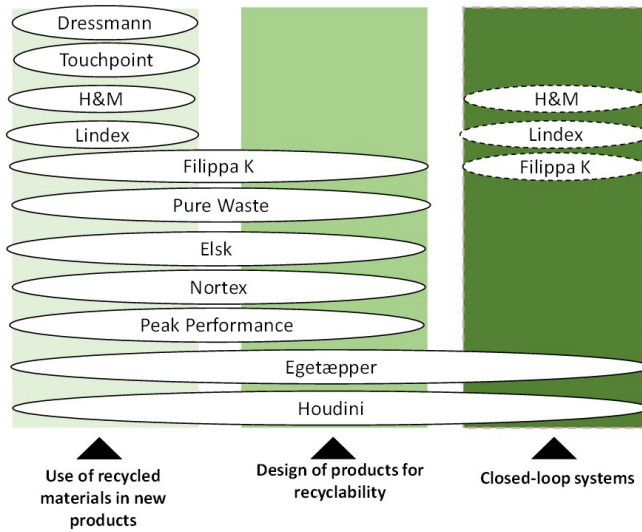 Dressmann
Touchpoint
H&M
H&M
Lindex
Lindex
Filippa K
Filippa K
Pure Waste
Elsk
Nortex
Peak Performance
Egetæpper
Houdini
Use of recycled
materials in new
products
Design of products for
recyclability
Closed-loop systems